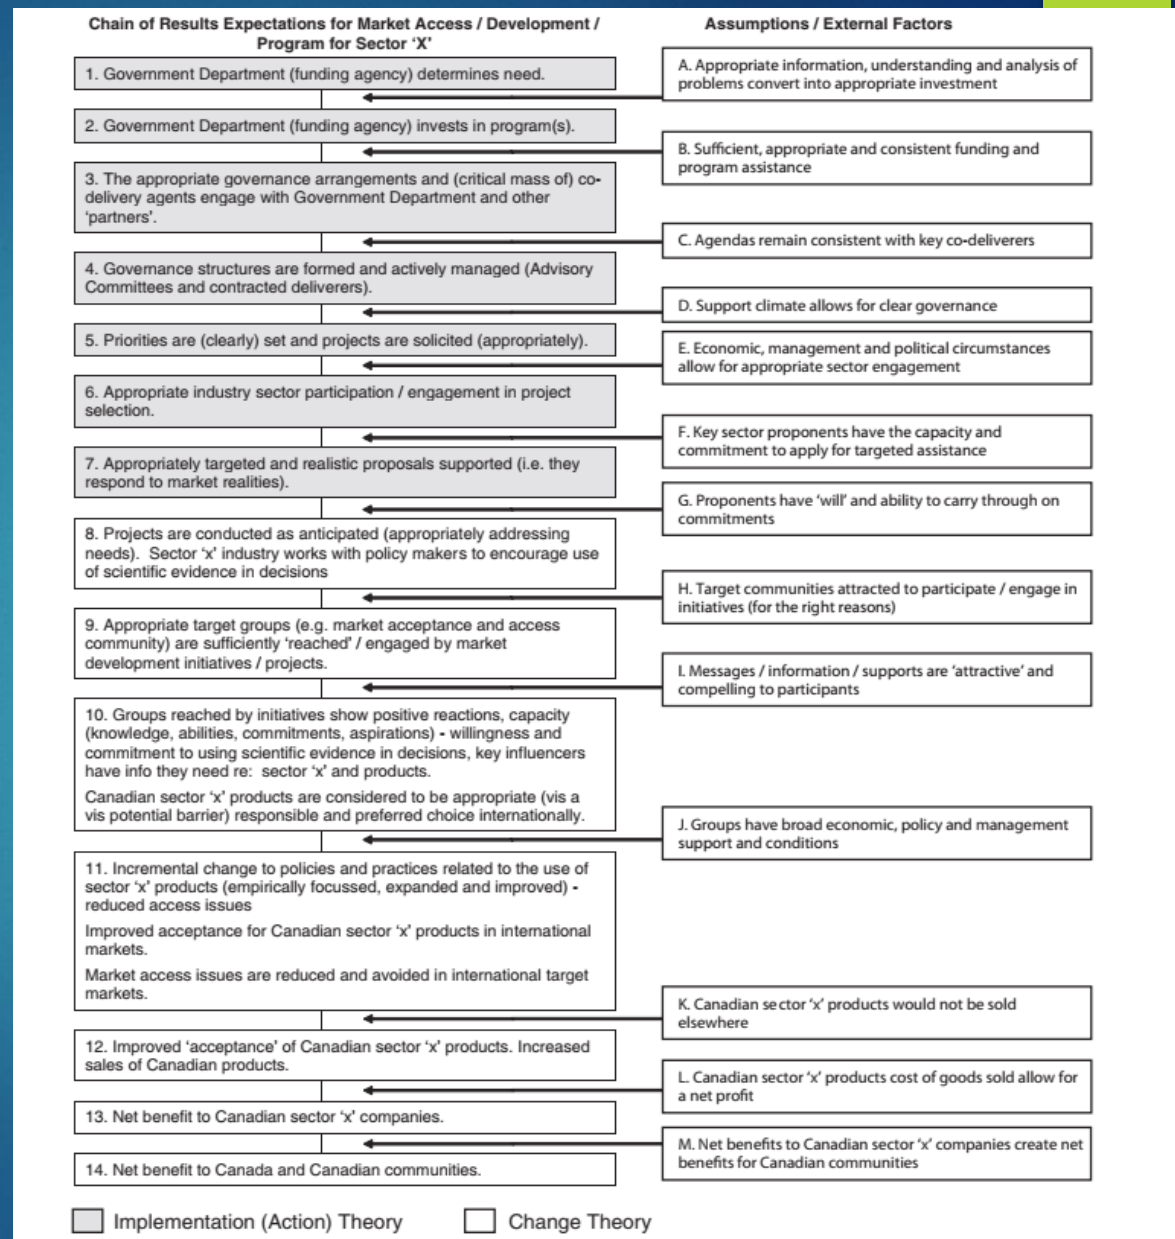 Chain of Results Expectations for Market Access / Development /
Program for Sector ‘X’
Assumptions / External Factors
1. Government Department (funding agency) determines need.
A. Appropriate information, understanding and analysis of
problems convert into appropriate investment
2. Government Department (funding agency) invests in program(s).
B. Sufficient, appropriate and consistent funding and
program assistance
3. The appropriate governance arrangements and (critical mass of) co-
delivery agents engage with Government Department and other
‘partners’.
C. Agendas remain consistent with key co-deliverers
4. Governance structures are formed and actively managed (Advisory
Committees and contracted deliverers).
D. Support climate allows for clear governance
5. Priorities are (clearly) set and projects are solicited (appropriately).
E. Economic, management and political circumstances
allow for appropriate sector engagement
6. Appropriate industry sector participation / engagement in project
selection.
F. Key sector proponents have the capacity and
commitment to apply for targeted assistance
7. Appropriately targeted and realistic proposals supported (i.e. they
respond to market realities).
G. Proponents have ‘will’ and ability to carry through on
commitments
8. Projects are conducted as anticipated (appropriately addressing
needs). Sector ‘x’ industry works with policy makers to encourage use
of scientific evidence in decisions
H. Target communities attracted to participate / engage in
initiatives (for the right reasons)
9. Appropriate target groups (e.g. market acceptance and access
community) are sufficiently ‘reached’ / engaged by market
development initiatives / projects.
I. Messages / information / supports are ‘attractive’ and
compelling to participants
10. Groups reached by initiatives show positive reactions, capacity
(knowledge, abilities, commitments, aspirations) - willingness and
commitment to using scientific evidence in decisions, key influencers
have info they need re: sector ‘x’ and products.
Canadian sector ‘x’ products are considered to be appropriate (vis a
vis potential barrier) responsible and preferred choice internationally.
J. Groups have broad economic, policy and management
support and conditions
11. Incremental change to policies and practices related to the use of
sector ‘x’ products (empirically focussed, expanded and improved) -
reduced access issues
Improved acceptance for Canadian sector ‘x’ products in international
markets.
Market access issues are reduced and avoided in international target
markets.
K. Canadian sector ‘x’ products would not be sold
elsewhere
12. Improved ‘acceptance’ of Canadian sector ‘x’ products. Increased
sales of Canadian products.
L. Canadian sector ‘x’ products cost of goods sold allow for
a net profit
13. Net benefit to Canadian sector ‘x’ companies.
M. Net benefits to Canadian sector ‘x’ companies create net
benefits for Canadian communities
14. Net benefit to Canada and Canadian communities.
Implementation (Action) Theory
Change Theory